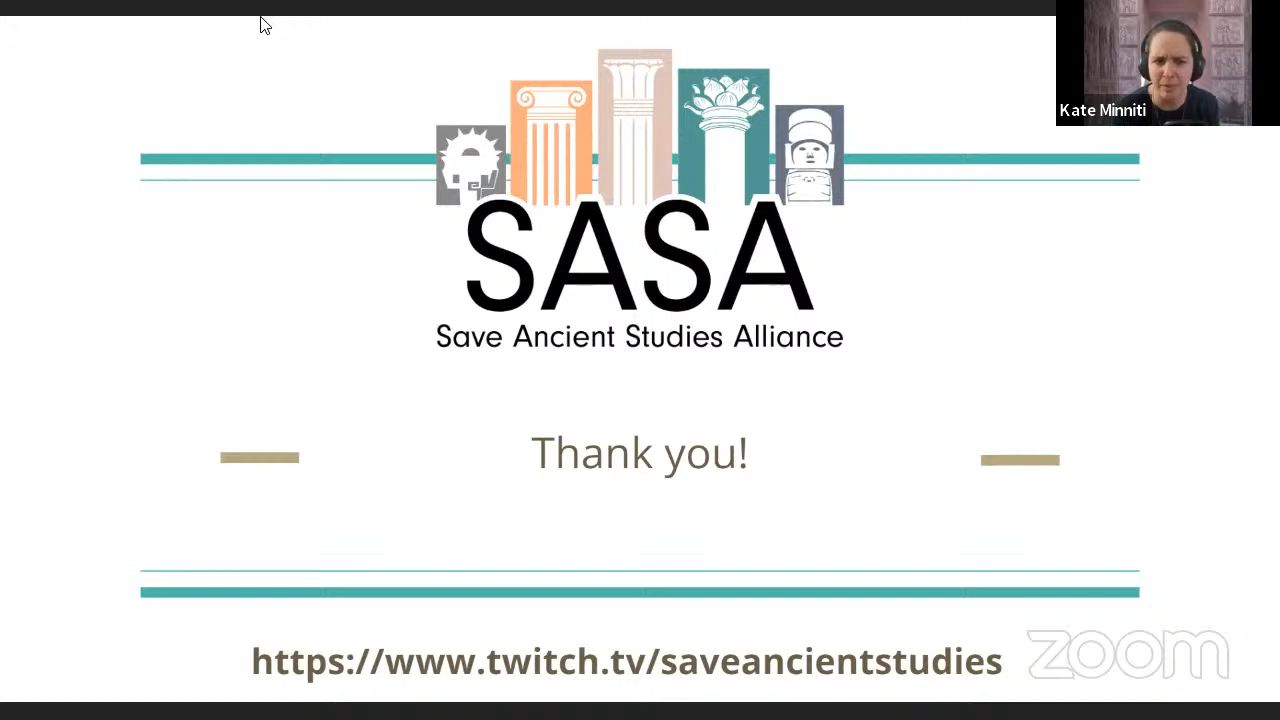 Kate Minniti
SASA
Save Ancient Studies Alliance
Thank you!
https://www.twitch.tv/saveancientstudies
zoom